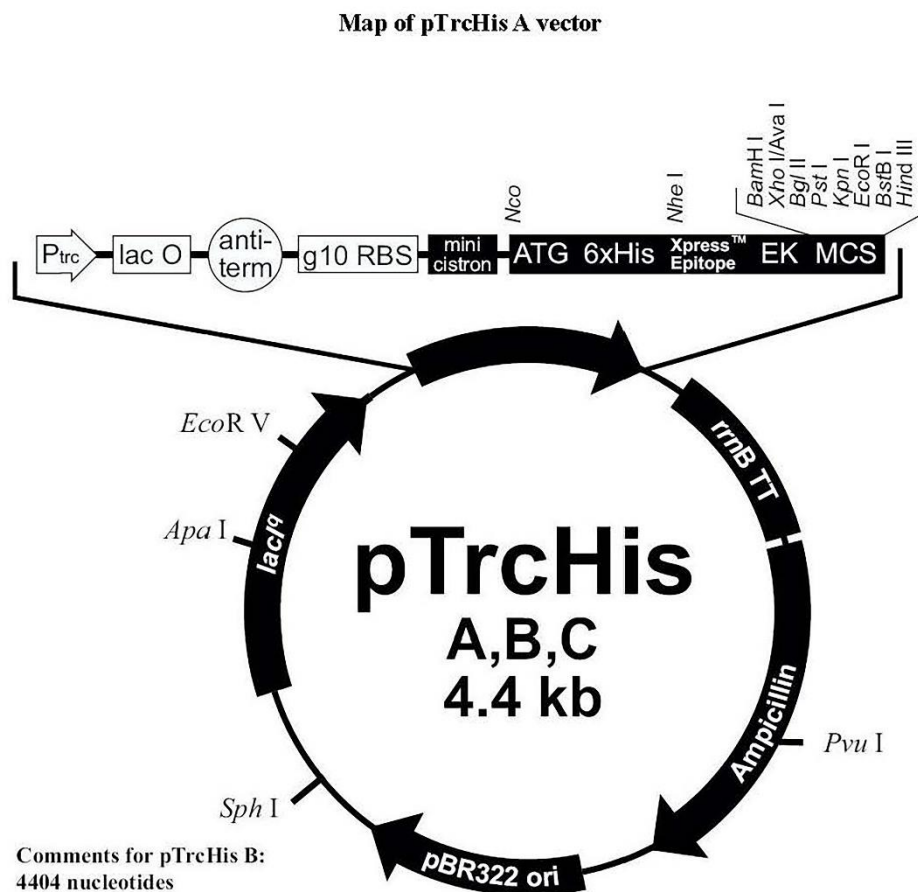 Map of pTrcHis A vector
Nco
Nhe I
BamH I
Xho I/Ava I
Bgl II
Pst I
Kpn I
EcoR I
BstB I
Hind III
Ptrc
lac O
anti-
term
g10 RBS
mini
cistron
ATG 6xHis Xpress™ Epitope EK MCS
EcoR V
Apa I
lacIq
rrnB TT
pTrcHis
A,B,C
4.4 kb
Ampicillin
Pvu I
Sph I
pBR322 ori
Comments for pTrcHis B:
4404 nucleotides